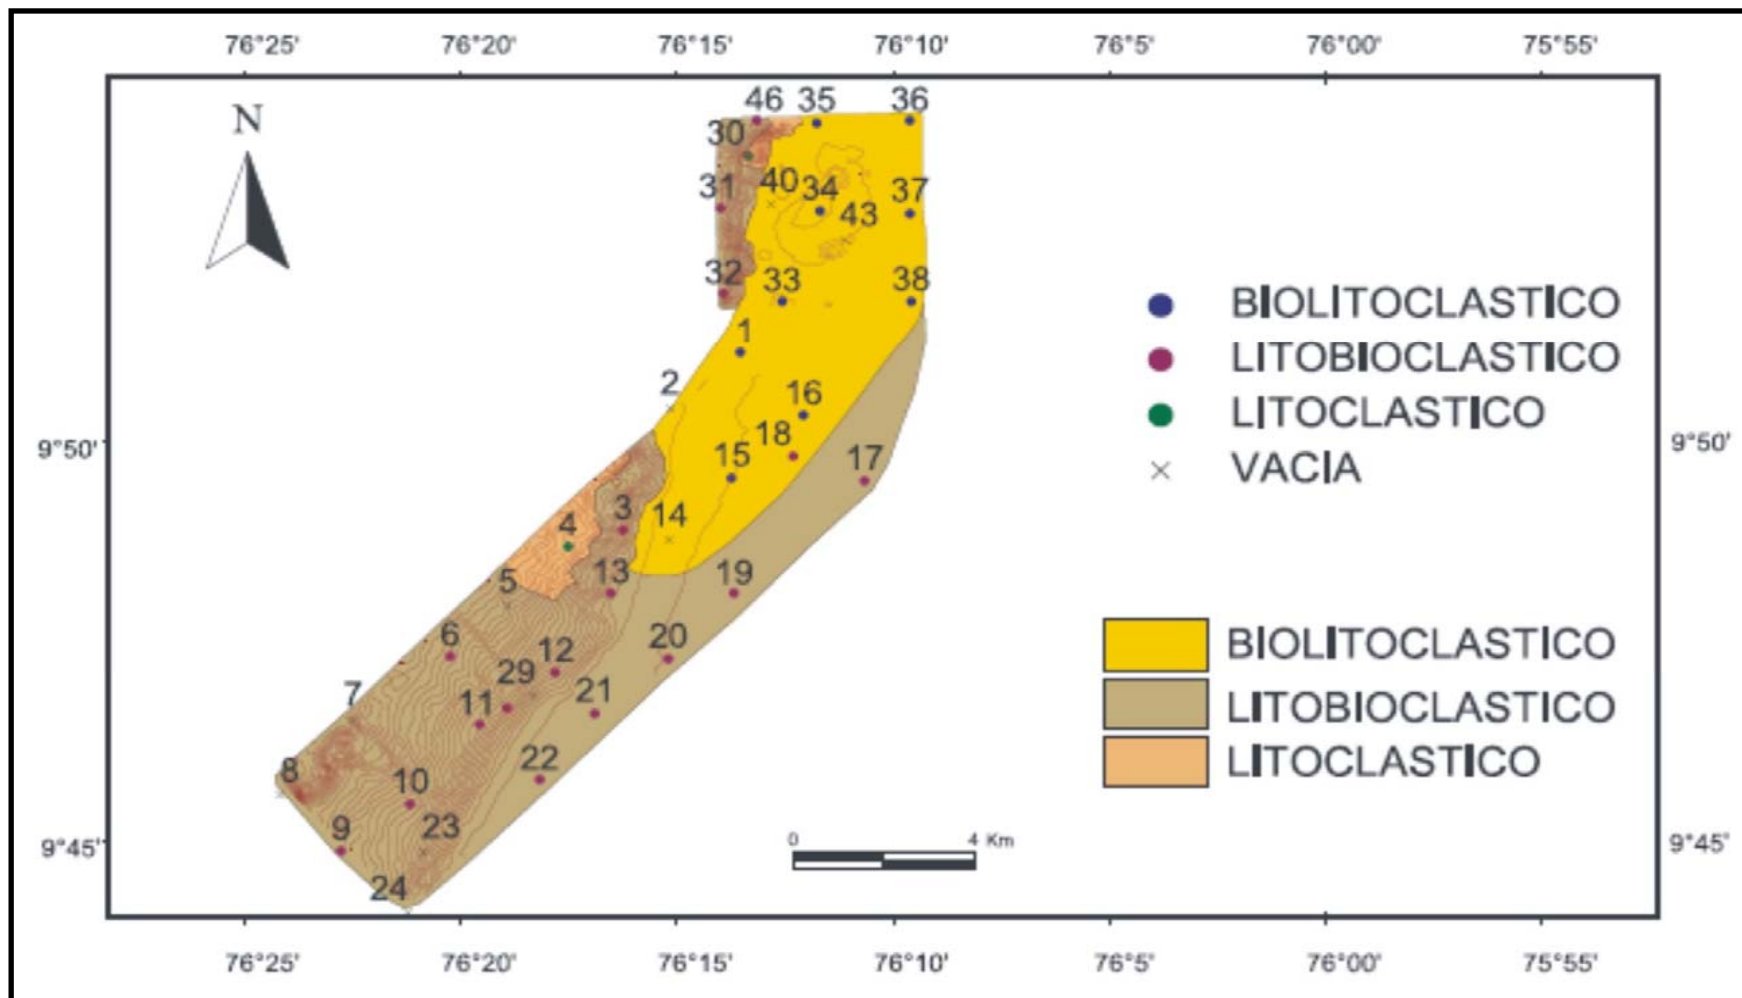 76°25' 76°20' 76°15' 76°10' 76°5' 76°00' 75°55'
N
46 35 36
30
31 40 34 37
43
32 33 38
1
2
16
18
9°50' 9°50'
15 17
14
3
4
13 19
5
6 20
12
29
7 21
11
22
8
10
23
9
9°45' 9°45'
24
BIOLITOCLASTICO
LITOBIOCLASTICO
LITOCLASTICO
VACIA
BIOLITOCLASTICO
LITOBIOCLASTICO
LITOCLASTICO
0 4 Km
76°25' 76°20' 76°15' 76°10' 76°5' 76°00' 75°55'